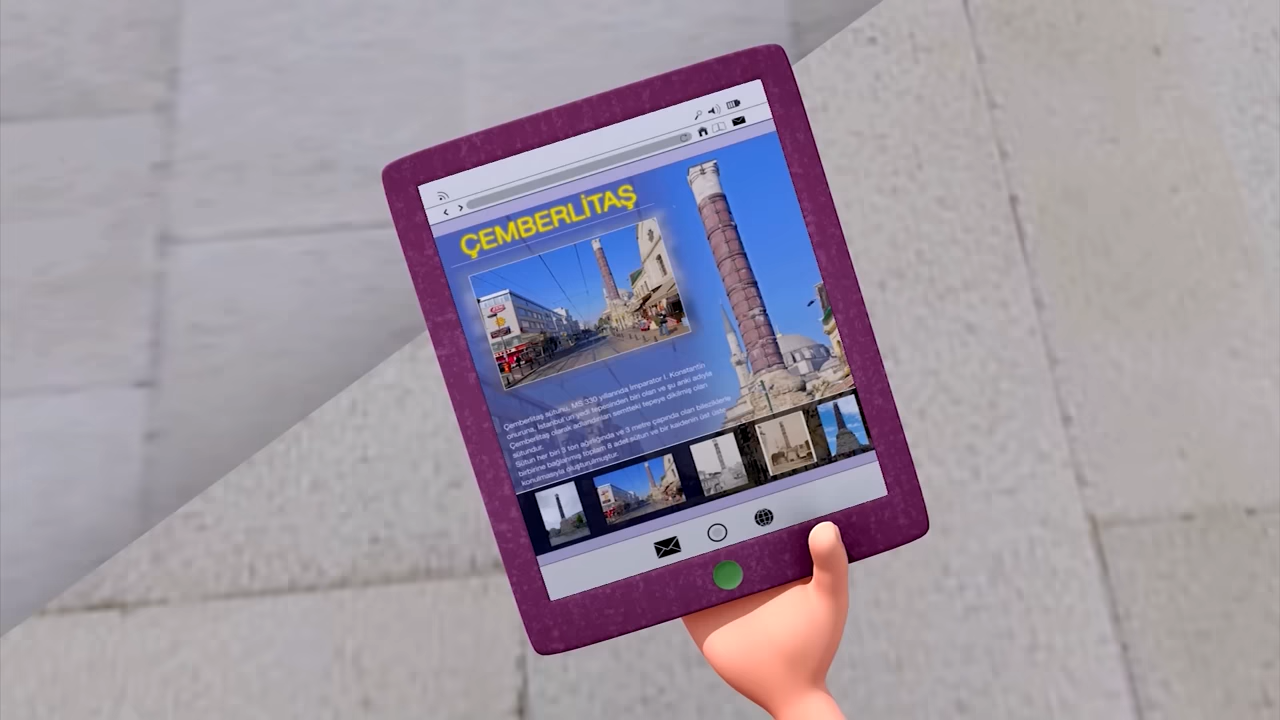 ÇEMBERLİTAŞ
Çemberlitaş sütunu, MS 330 yıllarında İmparator I. Konstantin
onuruna, İstanbul'un yedi tepesinden biri olan ve şu anki adıyla
Çemberlitaş olarak adlandırılan semtteki tepeye dikilmiş olan
sütundur.
Sütun her biri 3 ton ağırlığında ve 3 metre çapında olan bileziklerle
birbirine bağlanmış toplam 8 adet sütun ve bir kaidenin üst üste
konulmasıyla oluşturulmuştur.